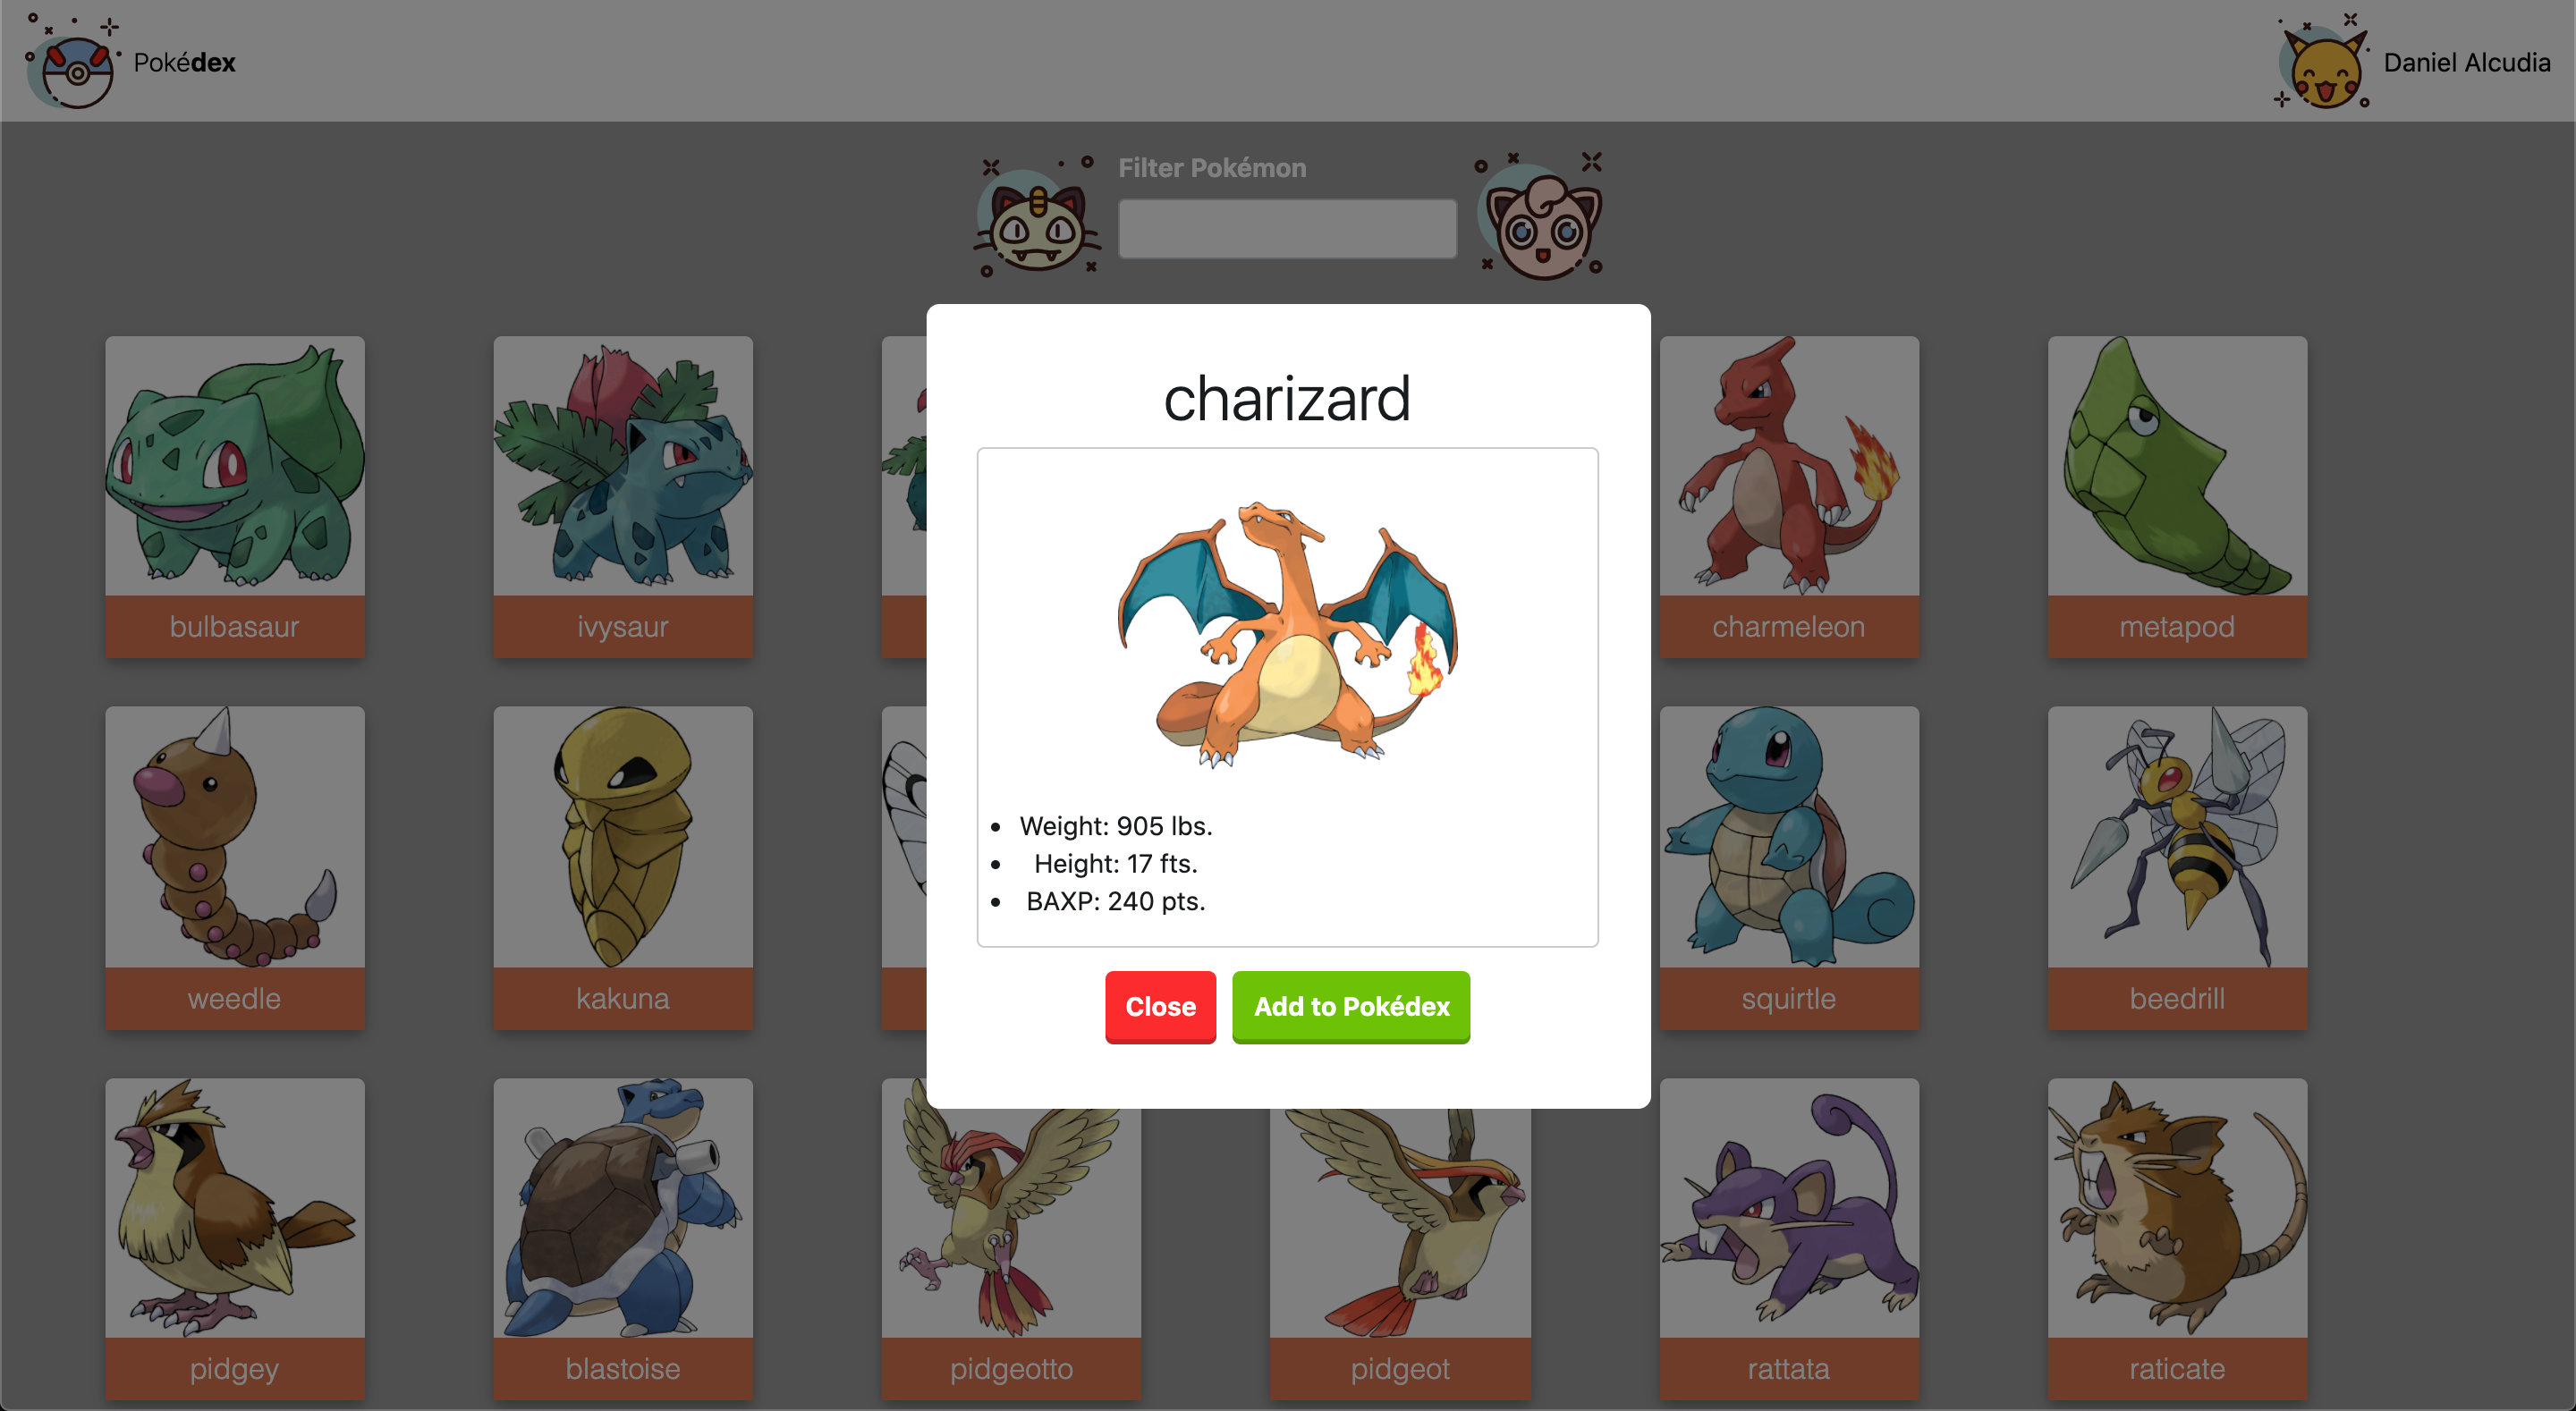 Pokédex
Daniel Alcudia
Filter Pokémon
charizard
Weight: 905 lbs.
Height: 17 fts.
BAXP: 240 pts.
Close
Add to Pokédex
bulbasaur
ivysaur
charmeleon
metapod
weedle
kakuna
squirtle
beedrill
pidgey
blastoise
pidgeotto
pidgeot
rattata
raticate